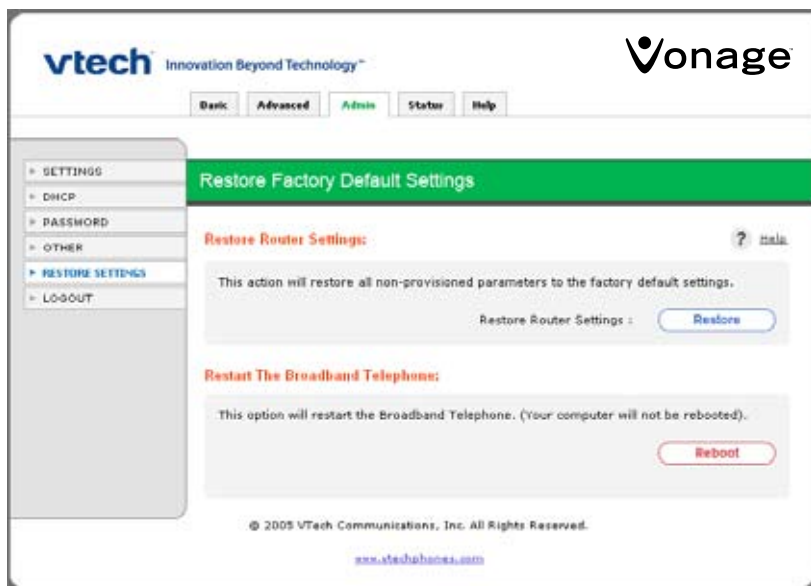 vtech Innovation Beyond Technology™
Vonage
Basic Advanced Admin Status Help
SETTINGS
DHCP
PASSWORD
OTHER
RESTORE SETTINGS
LOGOUT
Restore Factory Default Settings
Restore Router Settings:
? Help
This action will restore all non-provisioned parameters to the factory default settings.
Restore Router Settings : Restore
Restart The Broadband Telephone:
This option will restart the Broadband Telephone. (Your computer will not be rebooted).
Reboot
© 2005 VTech Communications, Inc. All Rights Reserved.
www.vtechphones.com